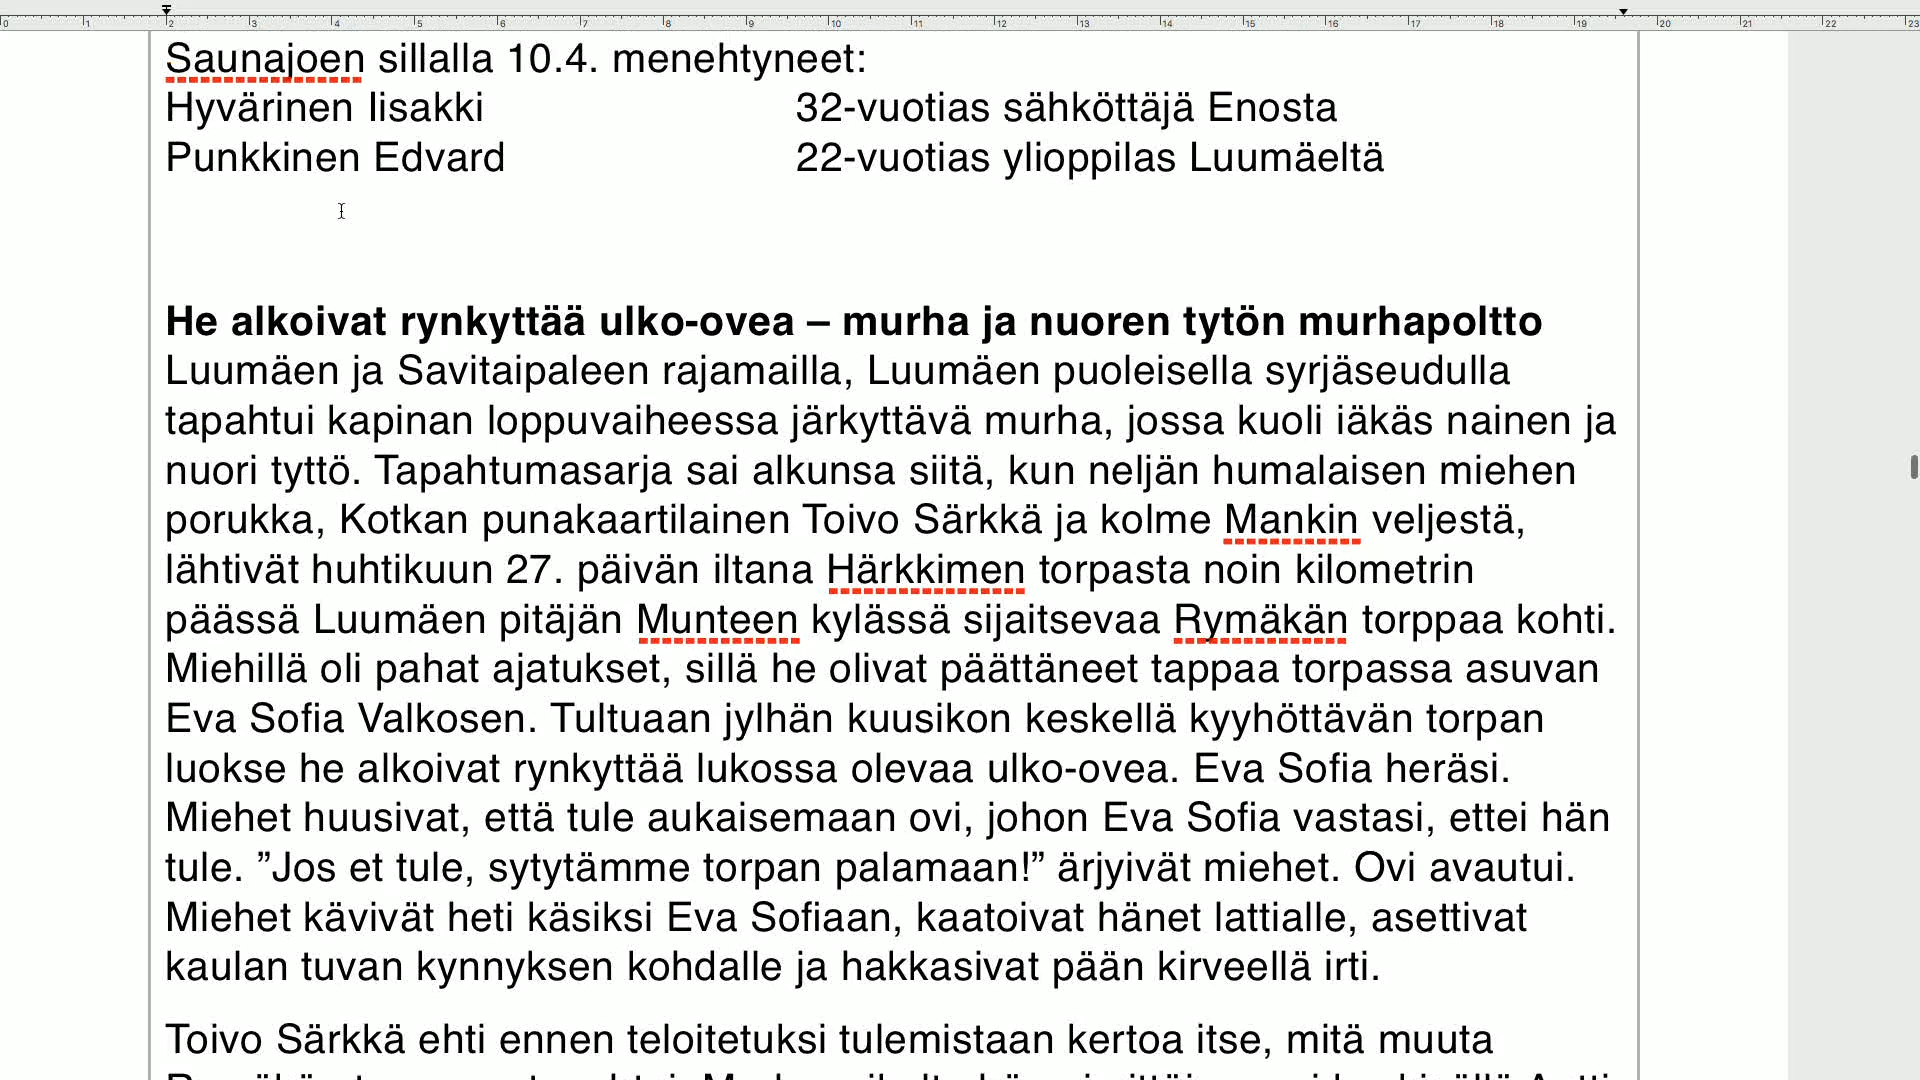 Saunajoen sillalla 10.4. menehtyneet:
Hyvärinen Iisakki 32-vuotias sähköttäjä Enosta
Punkkinen Edvard 22-vuotias ylioppilas Luumäeltä
He alkoivat rynkyttää ulko-ovea – murha ja nuoren tytön murhapoltto
Luumäen ja Savitaipaleen rajamailla, Luumäen puoleisella syrjäseudulla
tapahtui kapinan loppuvaiheessa järkyttävä murha, jossa kuoli iäkäs nainen ja
nuori tyttö. Tapahtumasarja sai alkunsa siitä, kun neljän humalaisen miehen
porukka, Kotkan punakaartilainen Toivo Särkkä ja kolme Mankin veljestä,
lähtivät huhtikuun 27. päivän iltana Härkkimen torpasta noin kilometrin
päässä Luumäen pitäjän Munteen kylässä sijaitsevaa Rymäkän torppaa kohti.
Miehillä oli pahat ajatukset, sillä he olivat päättäneet tappaa torpassa asuvan
Eva Sofia Valkosen. Tultuaan jylhän kuusikon keskellä kyyhöttävän torpan
luokse he alkoivat rynkyttää lukossa olevaa ulko-ovea. Eva Sofia heräsi.
Miehet huusivat, että tule aukaisemaan ovi, johon Eva Sofia vastasi, ettei hän
tule. ”Jos et tule, sytytämme torpan palamaan!” ärjyivät miehet. Ovi avautui.
Miehet kävivät heti käsiksi Eva Sofiaan, kaatoivat hänet lattialle, asettivat
kaulan tuvan kynnyksen kohdalle ja hakkasivat pään kirveellä irti.
Toivo Särkkä ehti ennen teloitetuksi tulemistaan kertoa itse, mitä muuta